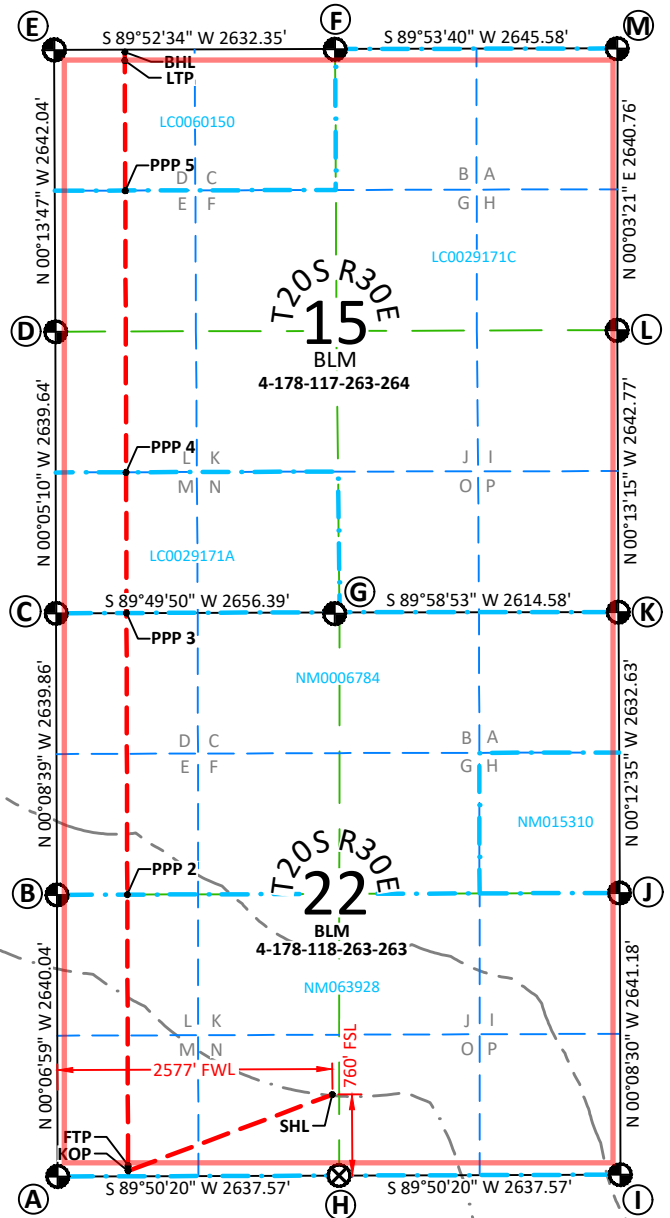 E
F
M
S 89°52'34" W 2632.35'
S 89°53'40" W 2645.58'
BHL
LTP
LC0060150
N 00°13'47" W 2642.04'
N 00°03'21" E 2640.76'
PPP 5
D C
E F
B A
G H
LC0029171C
T20S R30E
15
BLM
4-178-117-263-264
D
L
N 00°05'10" W 2639.64'
N 00°13'15" W 2642.77'
PPP 4
L K
M N
J I
O P
LC0029171A
C
S 89°49'50" W 2656.39'
G
S 89°58'53" W 2614.58'
K
PPP 3
NM0006784
N 00°08'39" W 2639.86'
N 00°12'35" W 2632.63'
D C
E F
B A
G H
NM015310
T20S R30E
22
BLM
4-178-118-263-263
PPP 2
B
J
NM063928
N 00°06'59" W 2640.04'
N 00°08'30" W 2641.18'
L K
M N
J I
O P
2577' FWL
760' FSL
SHL
FTP
KOP
A
S 89°50'20" W 2637.57'
H
S 89°50'20" W 2637.57'
I